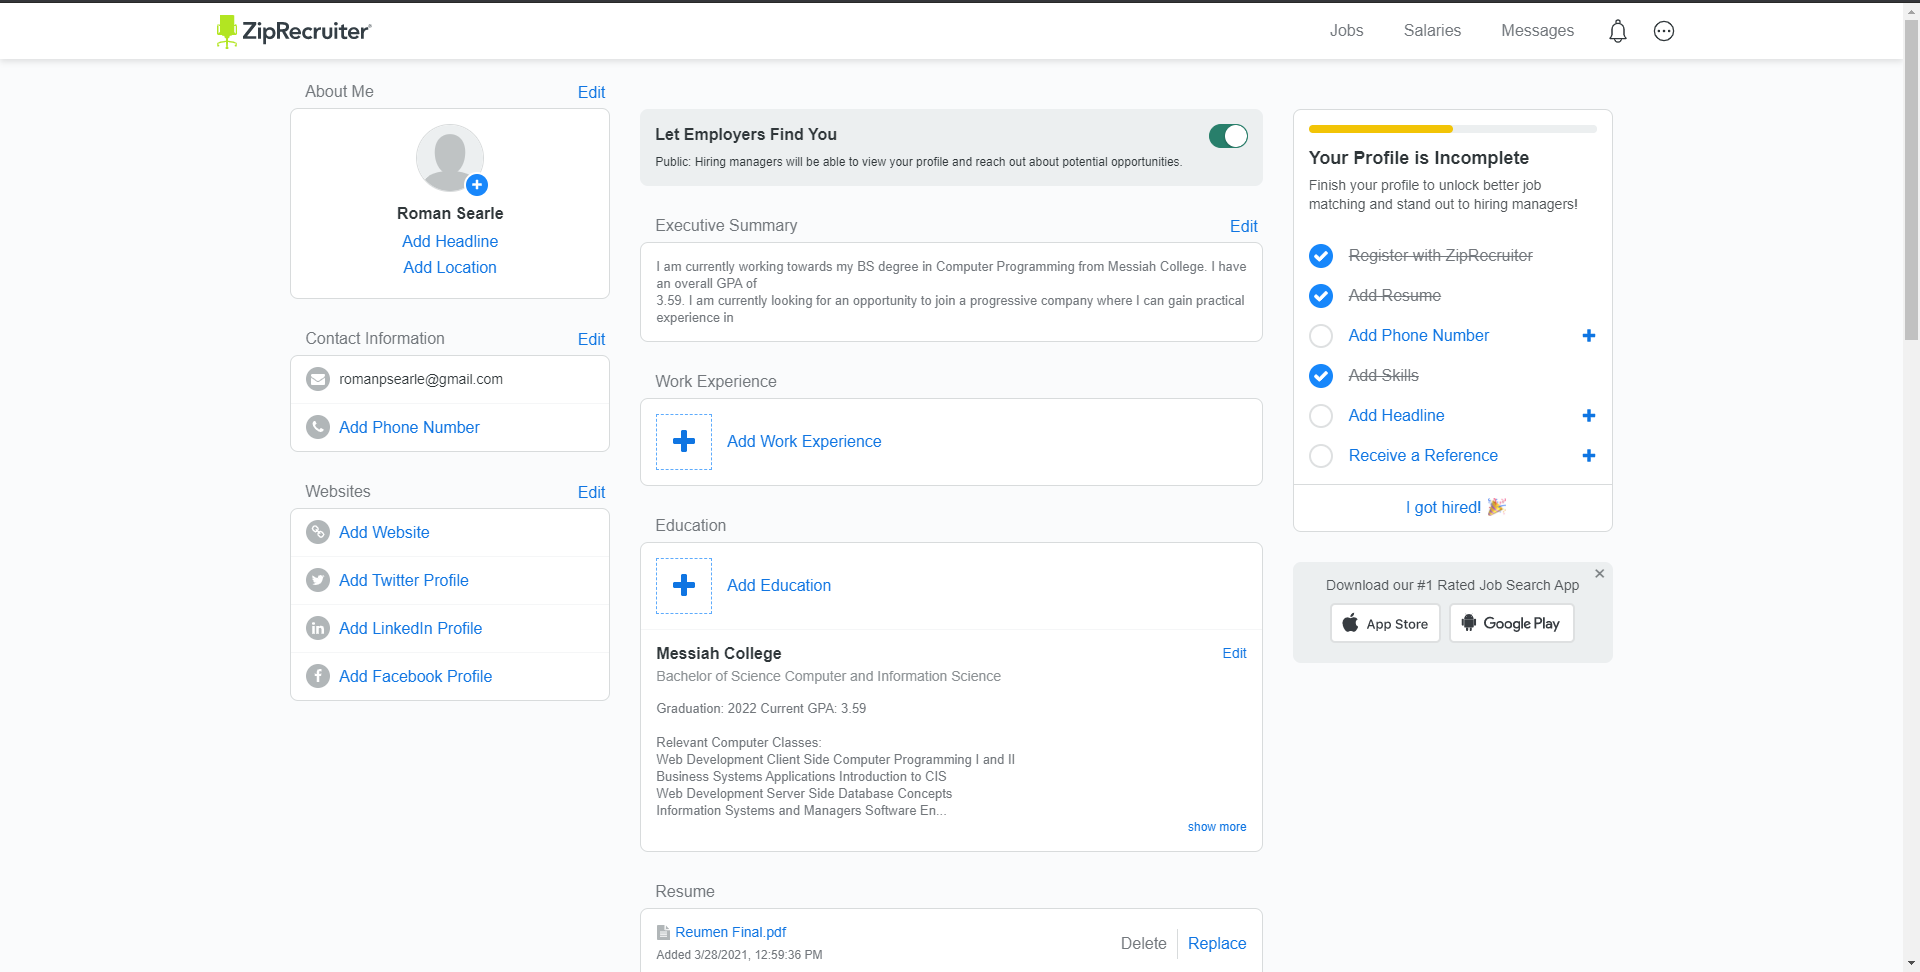 ZipRecruiter
Jobs
Salaries
Messages
About Me
Edit
Roman Searle
Add Headline
Add Location
Contact Information
Edit
romanpsearle@gmail.com
Add Phone Number
Websites
Edit
Add Website
Add Twitter Profile
Add LinkedIn Profile
Add Facebook Profile
Let Employers Find You
Public: Hiring managers will be able to view your profile and reach out about potential opportunities.
Executive Summary
Edit
I am currently working towards my BS degree in Computer Programming from Messiah College. I have
an overall GPA of
3.59. I am currently looking for an opportunity to join a progressive company where I can gain practical
experience in
Work Experience
Add Work Experience
Education
Add Education
Messiah College
Edit
Bachelor of Science Computer and Information Science
Graduation: 2022 Current GPA: 3.59
Relevant Computer Classes:
Web Development Client Side Computer Programming I and II
Business Systems Applications Introduction to CIS
Web Development Server Side Database Concepts
Information Systems and Managers Software En...
show more
Resume
Reumen Final.pdf
Added 3/28/2021, 12:59:36 PM
Delete
Replace
Your Profile is Incomplete
Finish your profile to unlock better job
matching and stand out to hiring managers!
Register with ZipRecruiter
Add Resume
Add Phone Number
Add Skills
Add Headline
Receive a Reference
I got hired! 🎉
Download our #1 Rated Job Search App
App Store
Google Play